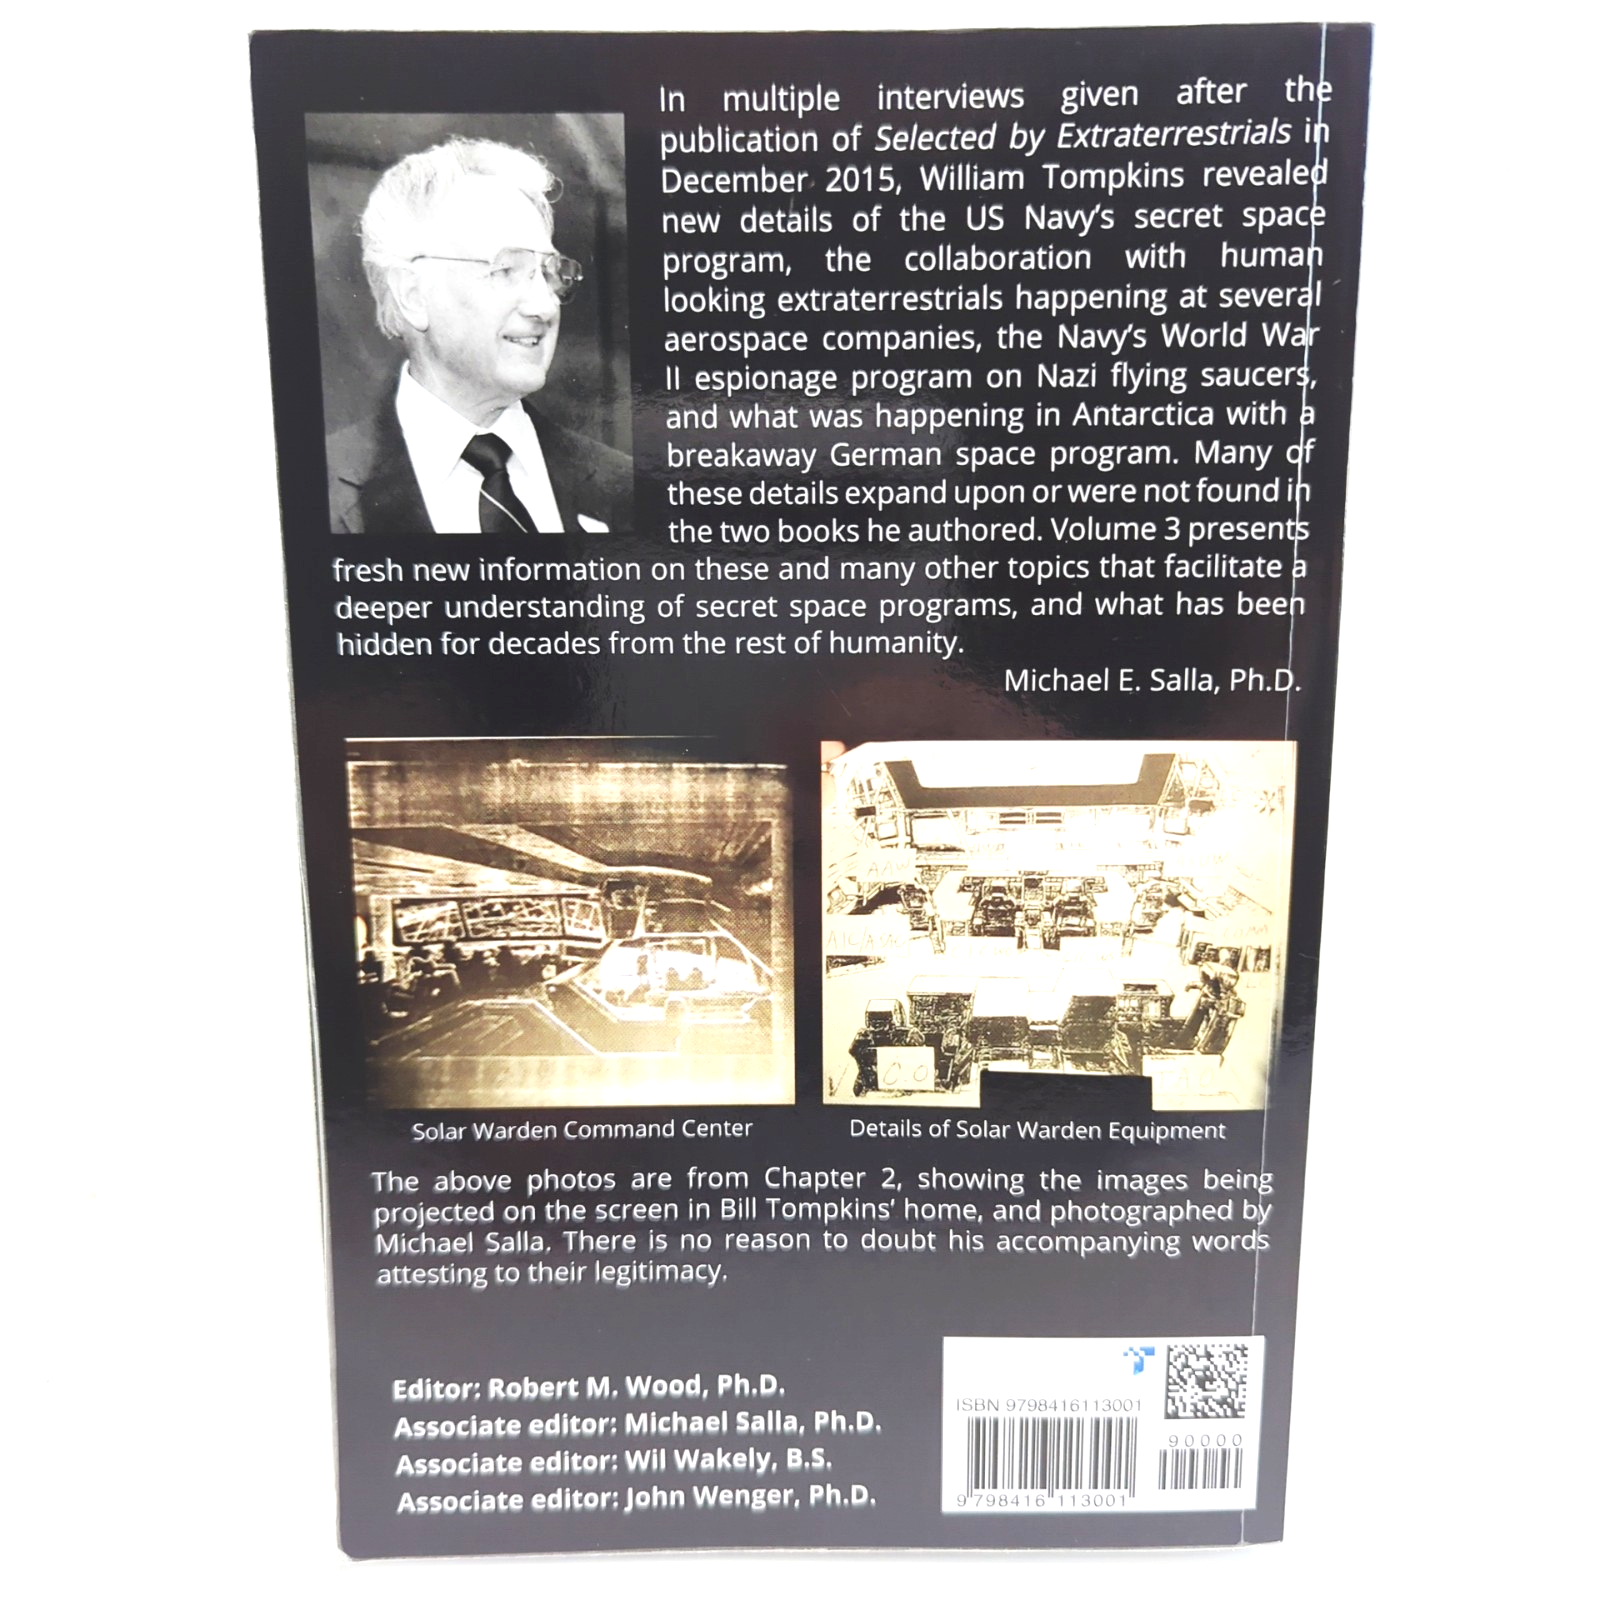 In multiple interviews given after the
publication of Selected by Extraterrestrials in
December 2015, William Tompkins revealed
new details of the US Navy's secret space
program, the collaboration with human
looking extraterrestrials happening at several
aerospace companies, the Navy's World War
II espionage program on Nazi flying saucers,
and what was happening in Antarctica with a
breakaway German space program. Many of
these details expand upon or were not found in
the two books he authored. Volume 3 presents
fresh new information on these and many other topics that facilitate a
deeper understanding of secret space programs, and what has been
hidden for decades from the rest of humanity.
Michael E. Salla, Ph.D.
AAW
C.O
Solar Warden Command Center
Details of Solar Warden Equipment
The above photos are from Chapter 2, showing the images being
projected on the screen in Bill Tompkins' home, and photographed by
Michael Salla. There is no reason to doubt his accompanying words
attesting to their legitimacy.
Editor: Robert M. Wood, Ph.D.
Associate editor: Michael Salla, Ph.D.
Associate editor: Wil Wakely, B.S.
Associate editor: John Wenger, Ph.D.
ISBN 9798416113001
90000
9 798416 113001